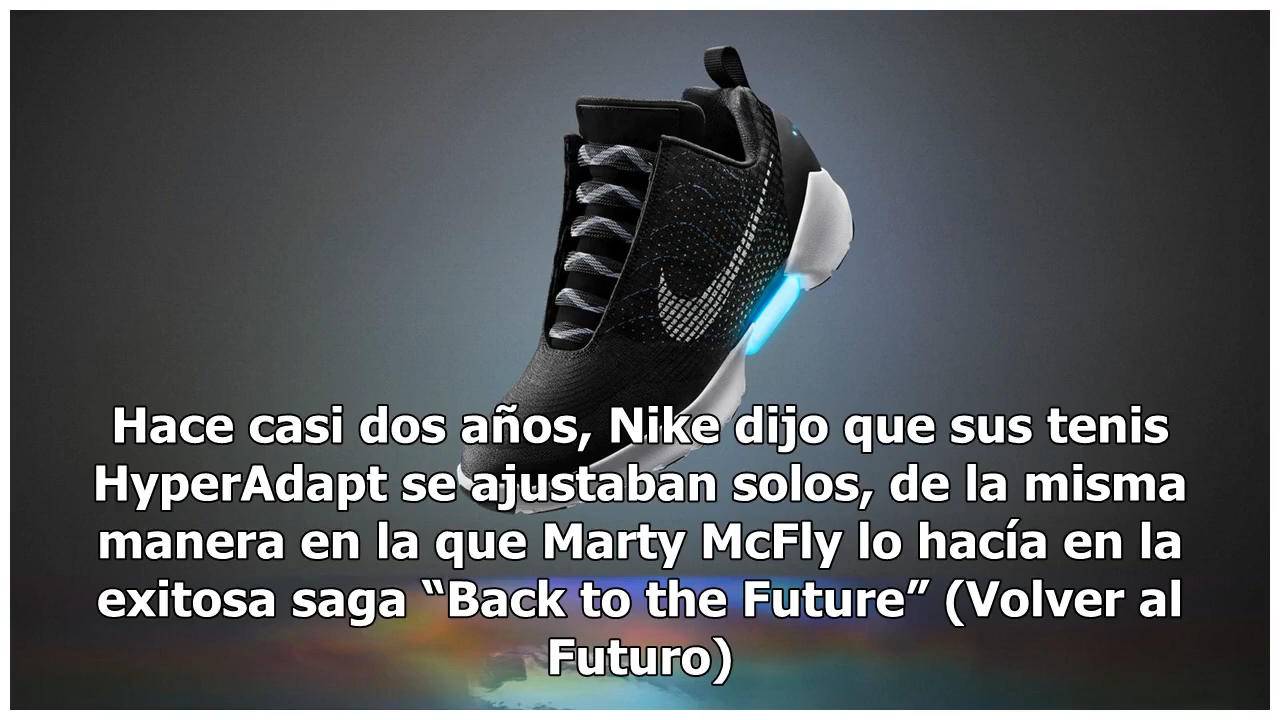 Hace casi dos años, Nike dijo que sus tenis
HyperAdapt se ajustaban solos, de la misma
manera en la que Marty McFly lo hacía en la
exitosa saga “Back to the Future” (Volver al
Futuro)